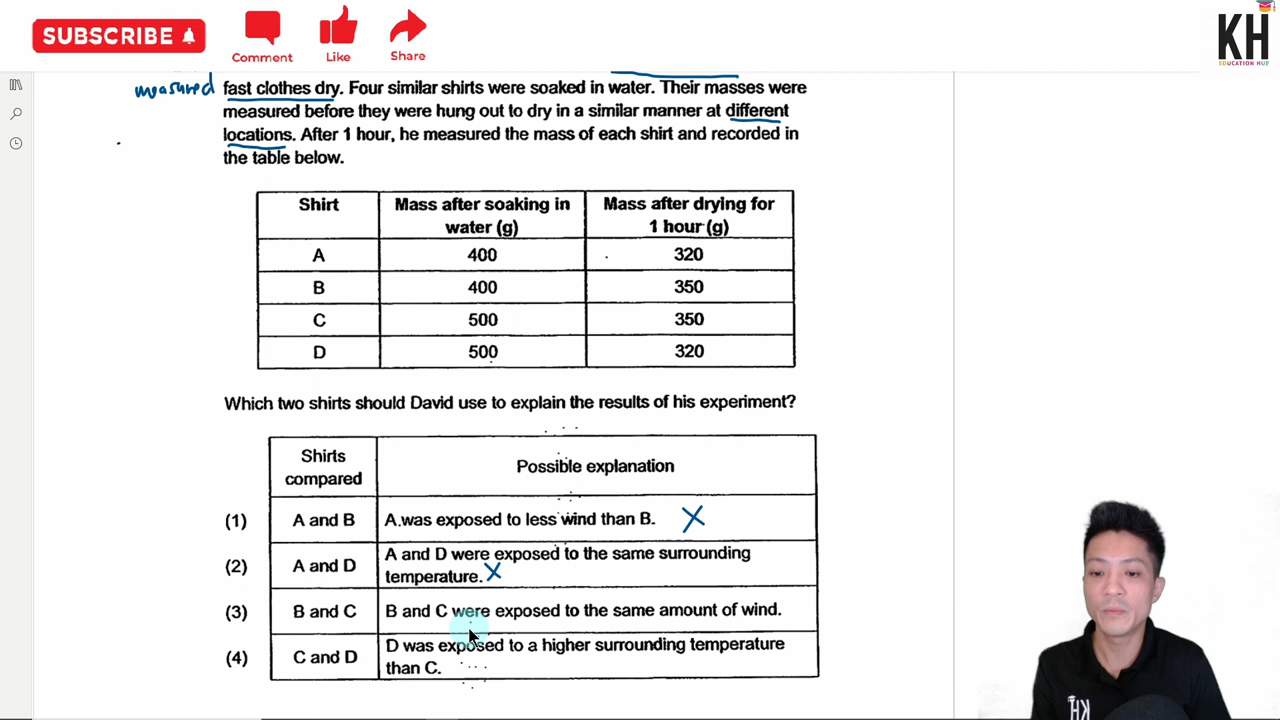 SUBSCRIBE
Comment
Like
Share
KH
EDUCATION HUB
measured
fast clothes dry. Four similar shirts were soaked in water. Their masses were
measured before they were hung out to dry in a similar manner at different
locations. After 1 hour, he measured the mass of each shirt and recorded in
the table below.
Shirt Mass after soaking in water (g) Mass after drying for 1 hour (g)
A 400 320
B 400 350
C 500 350
D 500 320
Which two shirts should David use to explain the results of his experiment?
Shirts compared Possible explanation
(1) A and B A was exposed to less wind than B. X
(2) A and D A and D were exposed to the same surrounding
temperature. X
(3) B and C B and C were exposed to the same amount of wind.
(4) C and D D was exposed to a higher surrounding temperature
than C.
KH